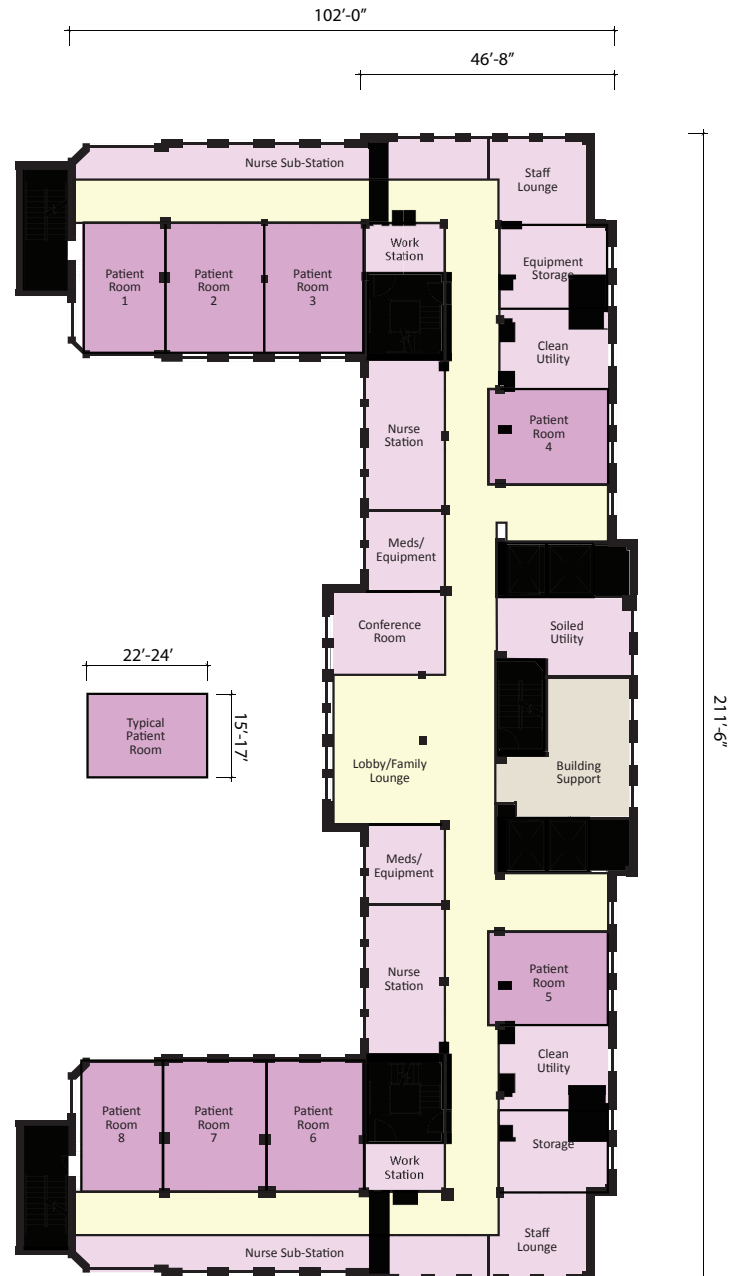 102’-0”
46’-8”
Nurse Sub-Station
Staff
Lounge
Work
Station
Equipment
Storage
Patient
Room
1
Patient
Room
2
Patient
Room
3
Clean
Utility
Nurse
Station
Patient
Room
4
Meds/
Equipment
Conference
Room
Soiled
Utility
22’-24’
Typical
Patient
Room
15’-17’
211’-6”
Lobby/Family
Lounge
Building
Support
Meds/
Equipment
Nurse
Station
Patient
Room
5
Clean
Utility
Patient
Room
8
Patient
Room
7
Patient
Room
6
Storage
Work
Station
Nurse Sub-Station
Staff
Lounge